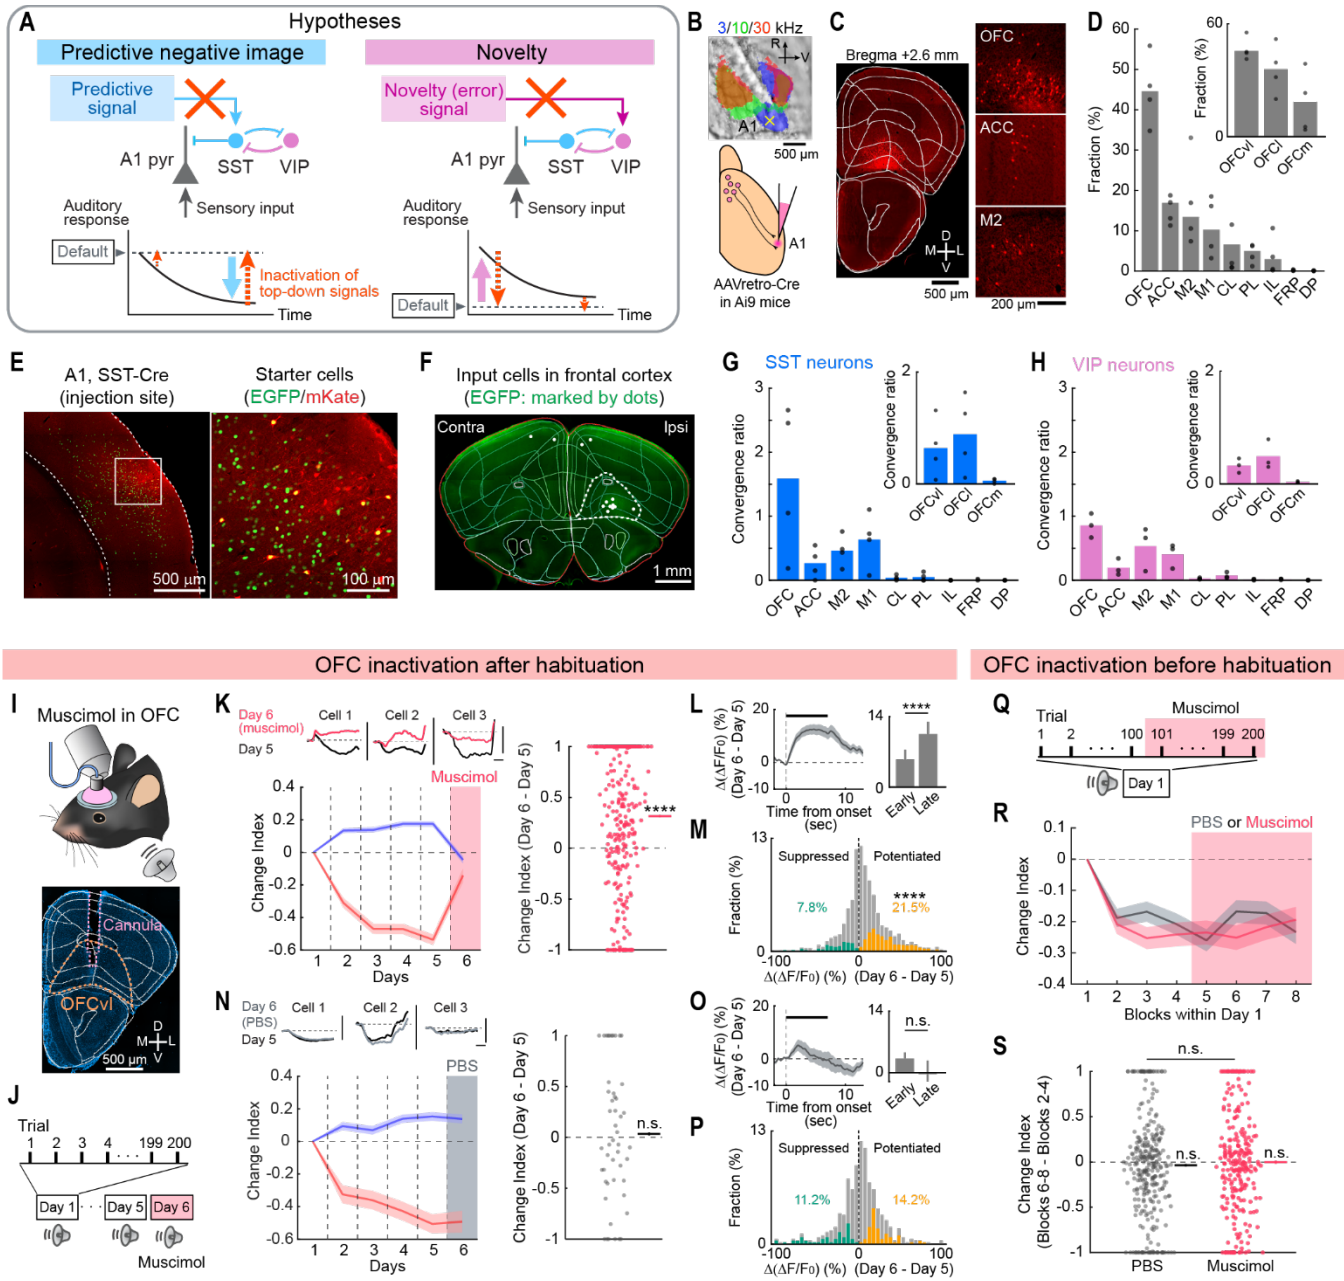 A
Hypotheses
Predictive negative image
Novelty
Predictive
signal
Novelty (error)
signal
A1 pyr
SST
VIP
A1 pyr
SST
VIP
Auditory
response
Sensory input
Auditory
response
Sensory input
Default
Inactivation of
top-down signals
Default
Time
Time
B
3/10/30 kHz
R
V
A1
500 µm
A1
AAVretro-Cre
in Ai9 mice
C
Bregma +2.6 mm
D
M
L
V
500 µm
OFC
ACC
M2
200 µm
D
Fraction (%)
60
50
40
30
20
10
0
OFC
ACC
M2
M1
CL
PL
IL
FRP
DP
Fraction (%)
60
0
OFCvl
OFCl
OFCm
E
A1, SST-Cre
(injection site)
Starter cells
(EGFP/mKate)
500 µm
100 µm
F
Input cells in frontal cortex
(EGFP: marked by dots)
Contra
Ipsi
1 mm
G
SST neurons
Convergence ratio
3
2
1
0
OFC
ACC
M2
M1
CL
PL
IL
FRP
DP
Convergence ratio
2
1
0
OFCvl
OFCl
OFCm
H
VIP neurons
Convergence ratio
3
2
1
0
OFC
ACC
M2
M1
CL
PL
IL
FRP
DP
Convergence ratio
2
1
0
OFCvl
OFCl
OFCm
OFC inactivation after habituation
OFC inactivation before habituation
I
Muscimol in OFC
Cannula
OFCvl
D
M
L
V
500 µm
J
Trial
1 2 3 4 · · · 199 200
Day 1
· · · ·
Day 5
Day 6
Muscimol
K
Day 6
(muscimol)
Day 5
Cell 1
Cell 2
Cell 3
Muscimol
Change Index
0.4
0.2
0
-0.2
-0.4
-0.6
1 2 3 4 5 6
Days
Change Index (Day 6 - Day 5)
1
0.5
0
-0.5
-1
****
L
Δ(ΔF/F0) (%)
(Day 6 - Day 5)
20
10
0
-10
0 10
Time from onset
(sec)
14
0
****
Early
Late
M
Fraction (%)
13
0
Suppressed
Potentiated
7.8%
****
21.5%
-100 0 100
Δ(ΔF/F0) (%) (Day 6 - Day 5)
N
Day 6
(PBS)
Day 5
Cell 1
Cell 2
Cell 3
PBS
Change Index
0.4
0.2
0
-0.2
-0.4
-0.6
1 2 3 4 5 6
Days
Change Index (Day 6 - Day 5)
1
0.5
0
-0.5
-1
n.s.
O
Δ(ΔF/F0) (%)
(Day 6 - Day 5)
20
10
0
-10
0 10
Time from onset
(sec)
14
0
n.s.
Early
Late
P
Fraction (%)
13
0
Suppressed
Potentiated
11.2%
14.2%
-100 0 100
Δ(ΔF/F0) (%) (Day 6 - Day 5)
Q
Trial
Muscimol
1 2 · · · · 100 101 · · · · 199 200
Day 1
R
PBS or Muscimol
Change Index
0.1
0
-0.1
-0.2
-0.3
-0.4
1 2 3 4 5 6 7 8
Blocks within Day 1
S
n.s.
Change Index
(Blocks 6-8 - Blocks 2-4)
1
0.5
0
-0.5
-1
n.s.
n.s.
PBS
Muscimol